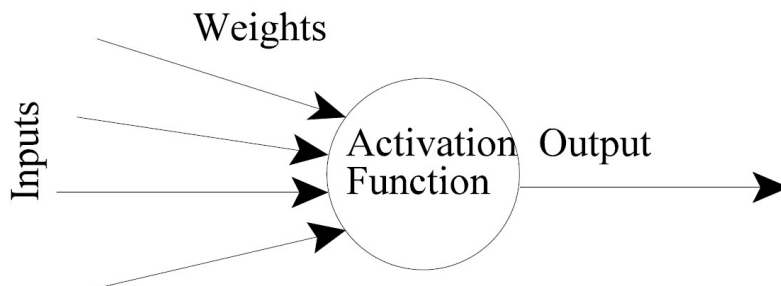 Weights
Inputs
Activation
Function
Output